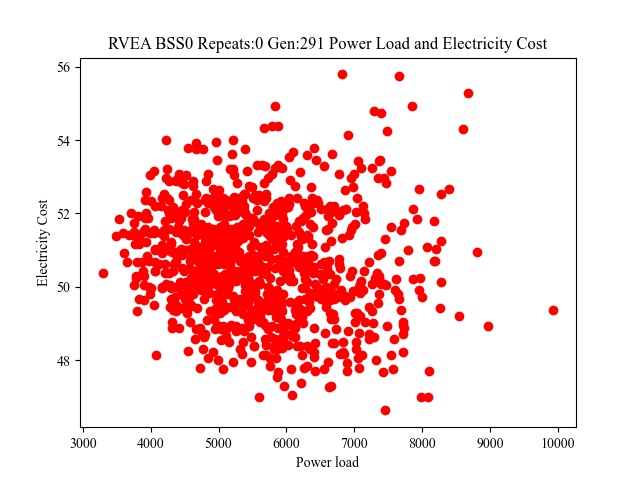 RVEA BSS0 Repeats:0 Gen:291 Power Load and Electricity Cost
56
54
52
50
48
Electricity Cost
3000 4000 5000 6000 7000 8000 9000 10000
Power load